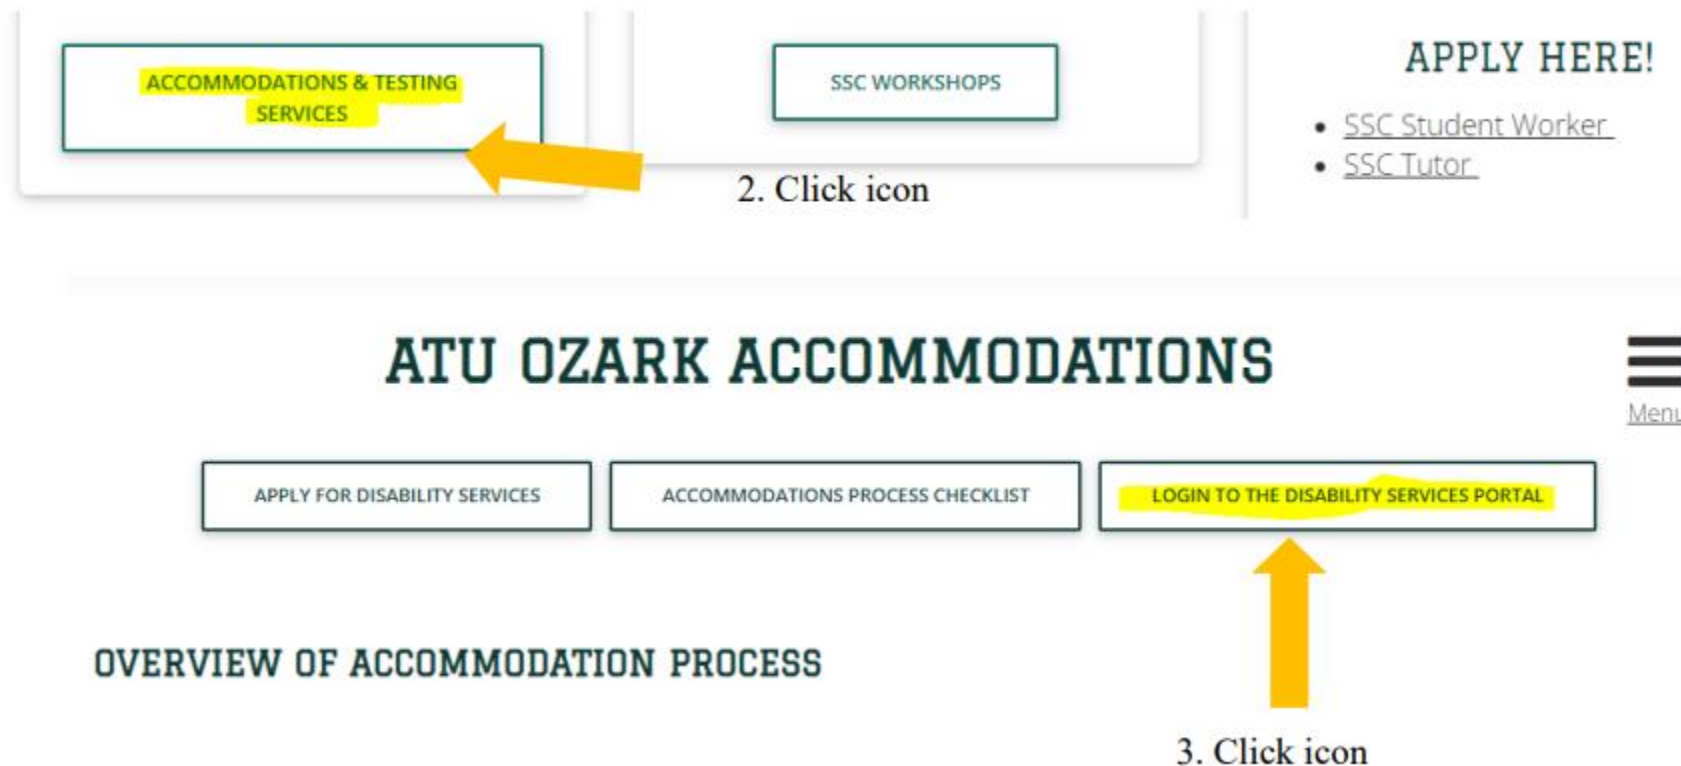 ACCOMMODATIONS & TESTING
SERVICES
SSC WORKSHOPS
APPLY HERE!
• SSC Student Worker
• SSC Tutor
2. Click icon
ATU OZARK ACCOMMODATIONS
Menu
APPLY FOR DISABILITY SERVICES
ACCOMMODATIONS PROCESS CHECKLIST
LOGIN TO THE DISABILITY SERVICES PORTAL
OVERVIEW OF ACCOMMODATION PROCESS
3. Click icon